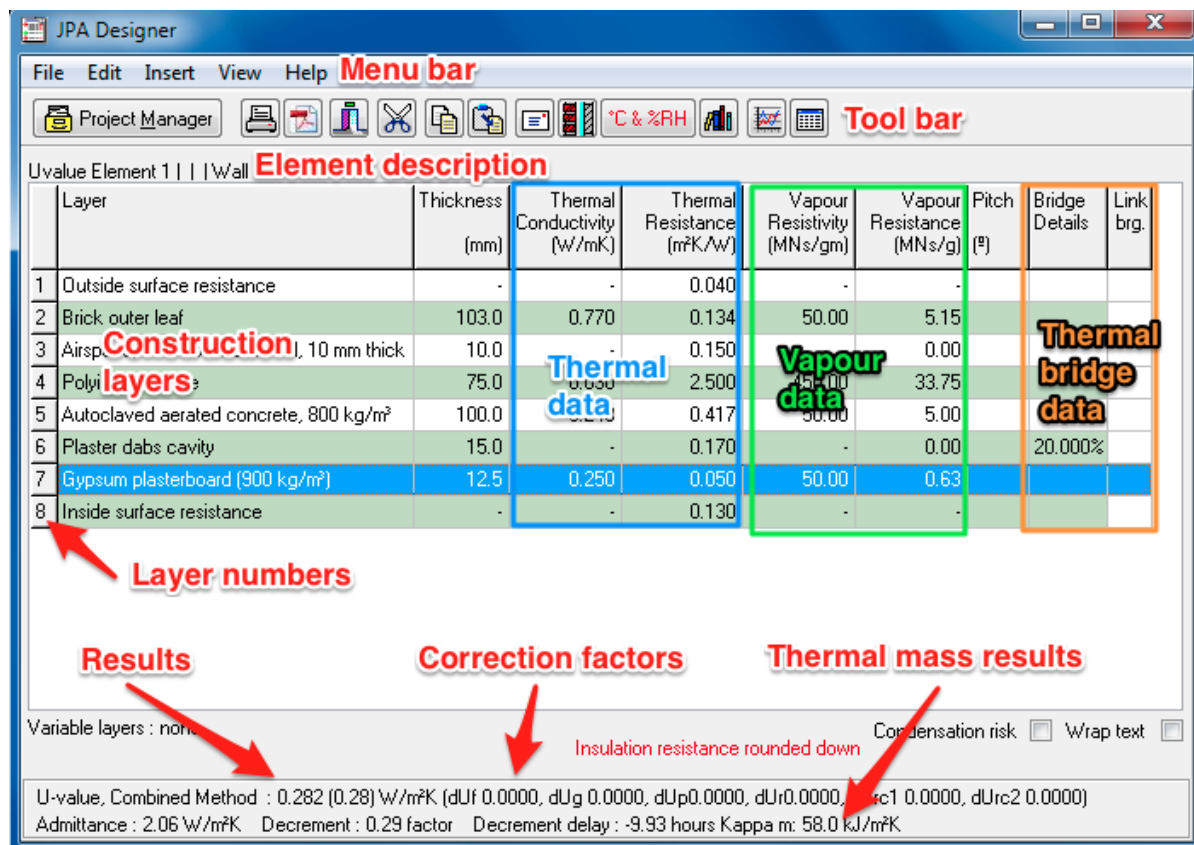 JPA Designer
File Edit Insert View Help Menu bar
Project Manager °C & %RH Tool bar
Uvalue Element 1 | | | Wall Element description
Layer Thickness (mm) Thermal Conductivity (W/mK) Thermal Resistance (m²K/W) Vapour Resistivity (MNs/gm) Vapour Resistance (MNs/g) Pitch (º) Bridge Details Link brg.
1 Outside surface resistance - - 0.040 - -
2 Brick outer leaf 103.0 0.770 0.134 50.00 5.15
3 10 mm thick 10.0 - 0.150 0.00
4 75.0 2.500 33.75
5 Autoclaved aerated concrete, 800 kg/m³ 100.0 0.417 5.00
6 Plaster dabs cavity 15.0 - 0.170 - 0.00 20.000%
7 Gypsum plasterboard (900 kg/m³) 12.5 0.250 0.050 50.00 0.63
8 Inside surface resistance - - 0.130 - -
Construction layers
Thermal data
Vapour data
Thermal bridge data
Layer numbers
Results
Correction factors
Thermal mass results
Variable layers :
Insulation resistance rounded down
Condensation risk Wrap text
U-value, Combined Method : 0.282 (0.28) W/m²K (dUf 0.0000, dUg 0.0000, dUp0.0000, dUr0.0000, 0.0000, dUrc2 0.0000)
Admittance : 2.06 W/m²K Decrement : 0.29 factor Decrement delay : -9.93 hours Kappa m: 58.0 kJ/m²K